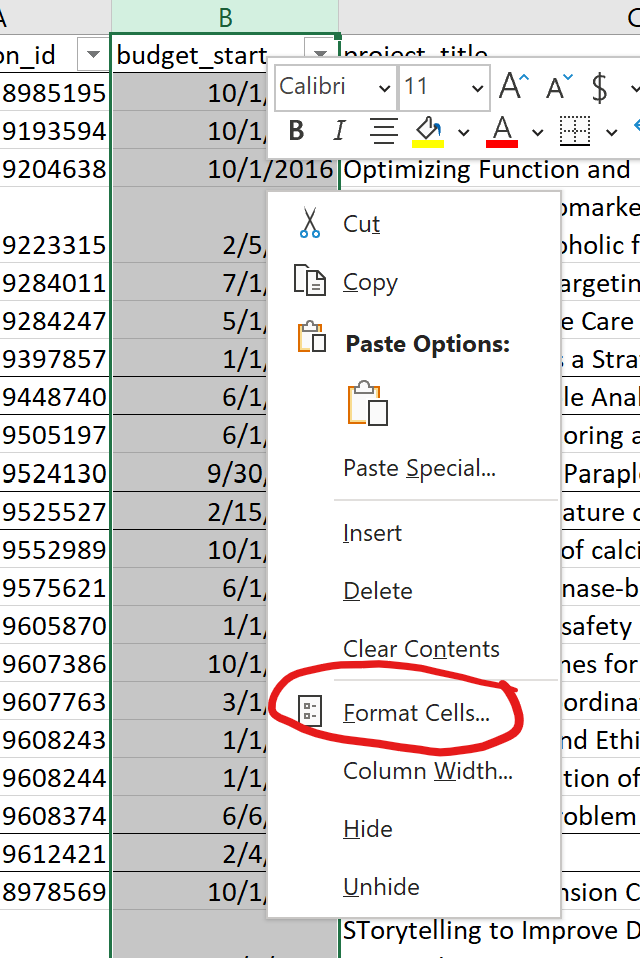 A B C
on_id budget_start project_title
Calibri 11 A A $
B I A
8985195 10/1/
9193594 10/1/
9204638 10/1/2016 Optimizing Function and
omarke
9223315 2/5/ oholic f
9284011 7/1/ argetin
9284247 5/1/ e Care
9397857 1/1/ s a Stra
9448740 6/1/ le Anal
9505197 6/1/ oring a
9524130 9/30/ Paraple
9525527 2/15/ ature o
9552989 10/1/ of calci
9575621 6/1/ nase-b
9605870 1/1/ safety
9607386 10/1/ nes for
9607763 3/1/ ordina
9608243 1/1/ nd Ethi
9608244 1/1/ tion of
9608374 6/6/ oblem
9612421 2/4/
8978569 10/1/ nsion C
STorytelling to Improve D
Cut
Copy
Paste Options:
Paste Special...
Insert
Delete
Clear Contents
Format Cells...
Column Width...
Hide
Unhide